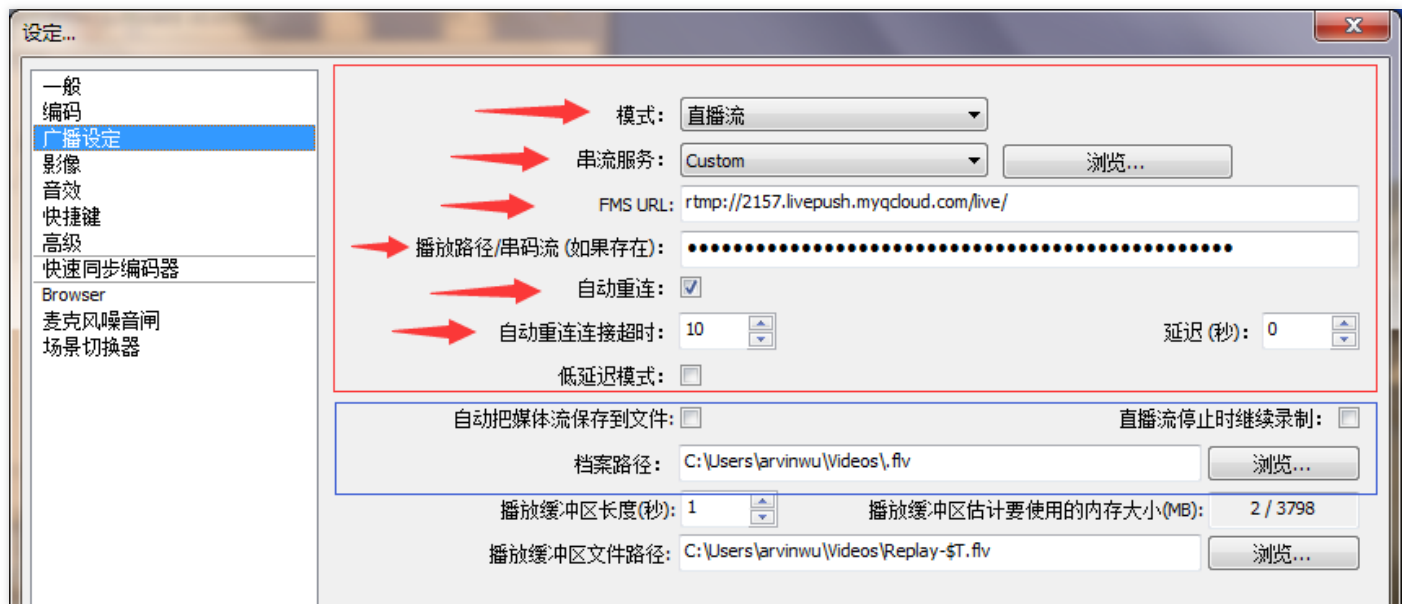 设定...
一般
编码
广播设定
影像
音效
快捷键
高级
快速同步编码器
Browser
麦克风噪音闸
场景切换器
模式： 直播流
串流服务： Custom 浏览...
FMS URL: rtmp://2157.livepush.myqcloud.com/live/
播放路径/串码流 (如果存在)： ●●●●●●●●●●●●●●●●●●●●●●●●●●●●●●●●●●●●●●●●●●●●●●●●
自动重连：
自动重连连接超时： 10 延迟 (秒)： 0
低延迟模式：
自动把媒体流保存到文件: 直播流停止时继续录制：
档案路径： C:\Users\arvinwu\Videos\.flv 浏览...
播放缓冲区长度(秒): 1 播放缓冲区估计要使用的内存大小(MB): 2 / 3798
播放缓冲区文件路径: C:\Users\arvinwu\Videos\Replay-$T.flv 浏览...